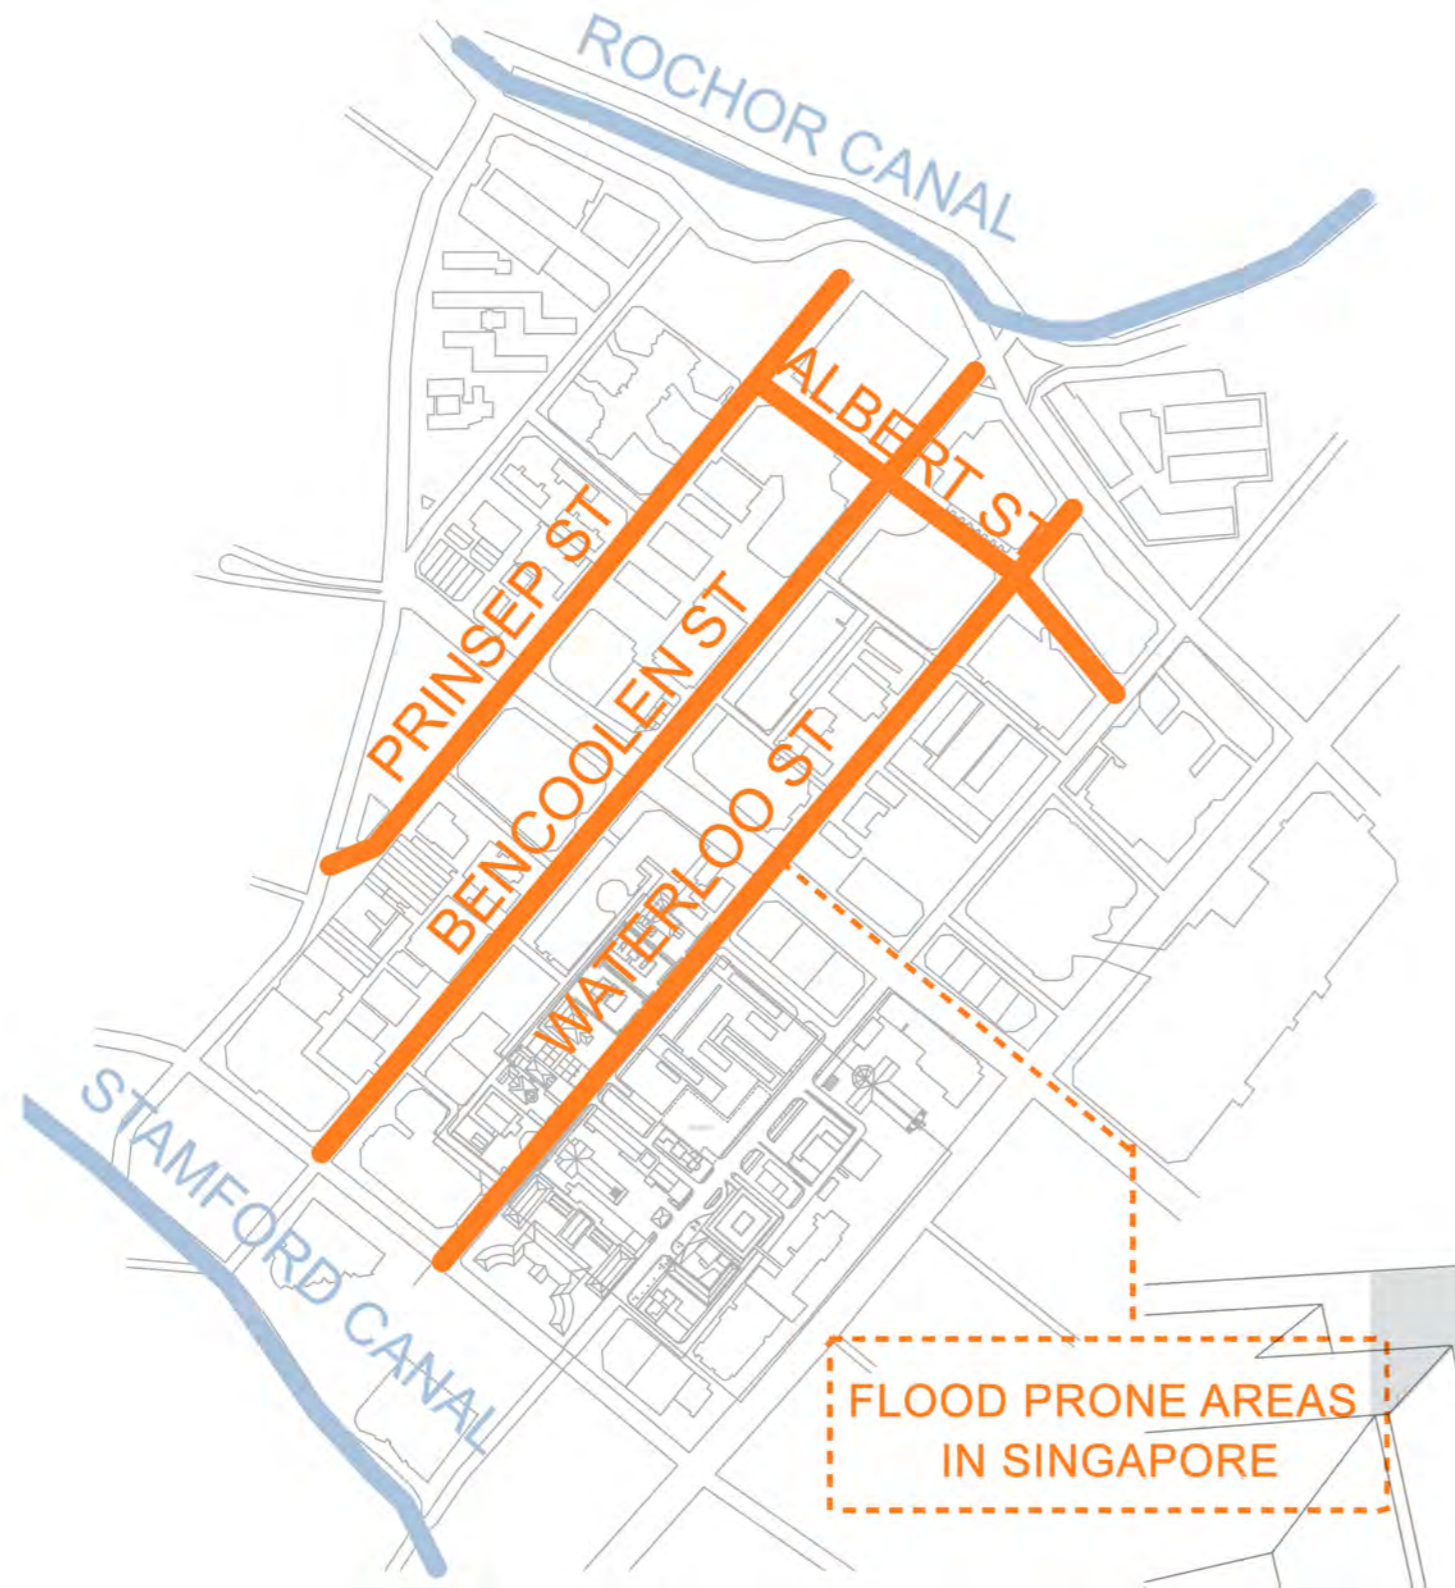 ROCHOR CANAL
ALBERT ST
PRINSEP ST
BENCOOLEN ST
WATERLOO ST
STAMFORD CANAL
FLOOD PRONE AREAS
IN SINGAPORE